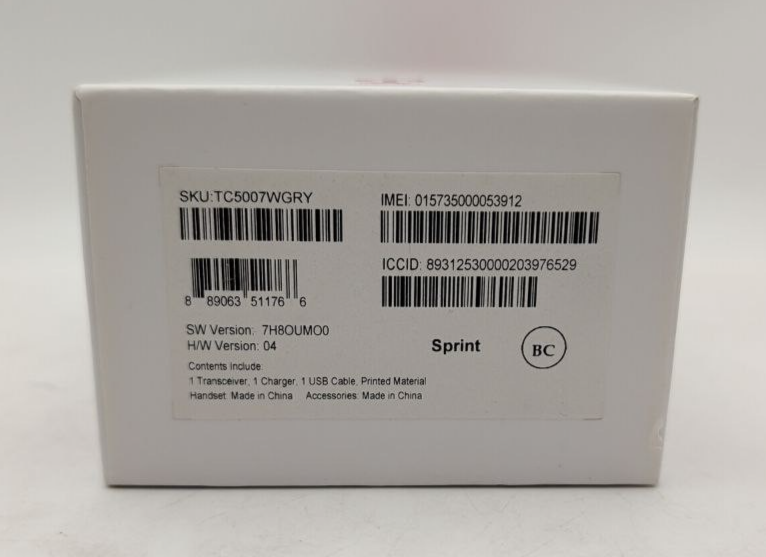 SKU:TC5007WGRY
IMEI: 015735000053912
ICCID: 89312530000203976529
8 89063 51176 6
SW Version: 7H8OUMO0
H/W Version: 04
Sprint
BC
Contents Include:
1 Transceiver, 1 Charger, 1 USB Cable, Printed Material
Handset: Made in China Accessories: Made in China